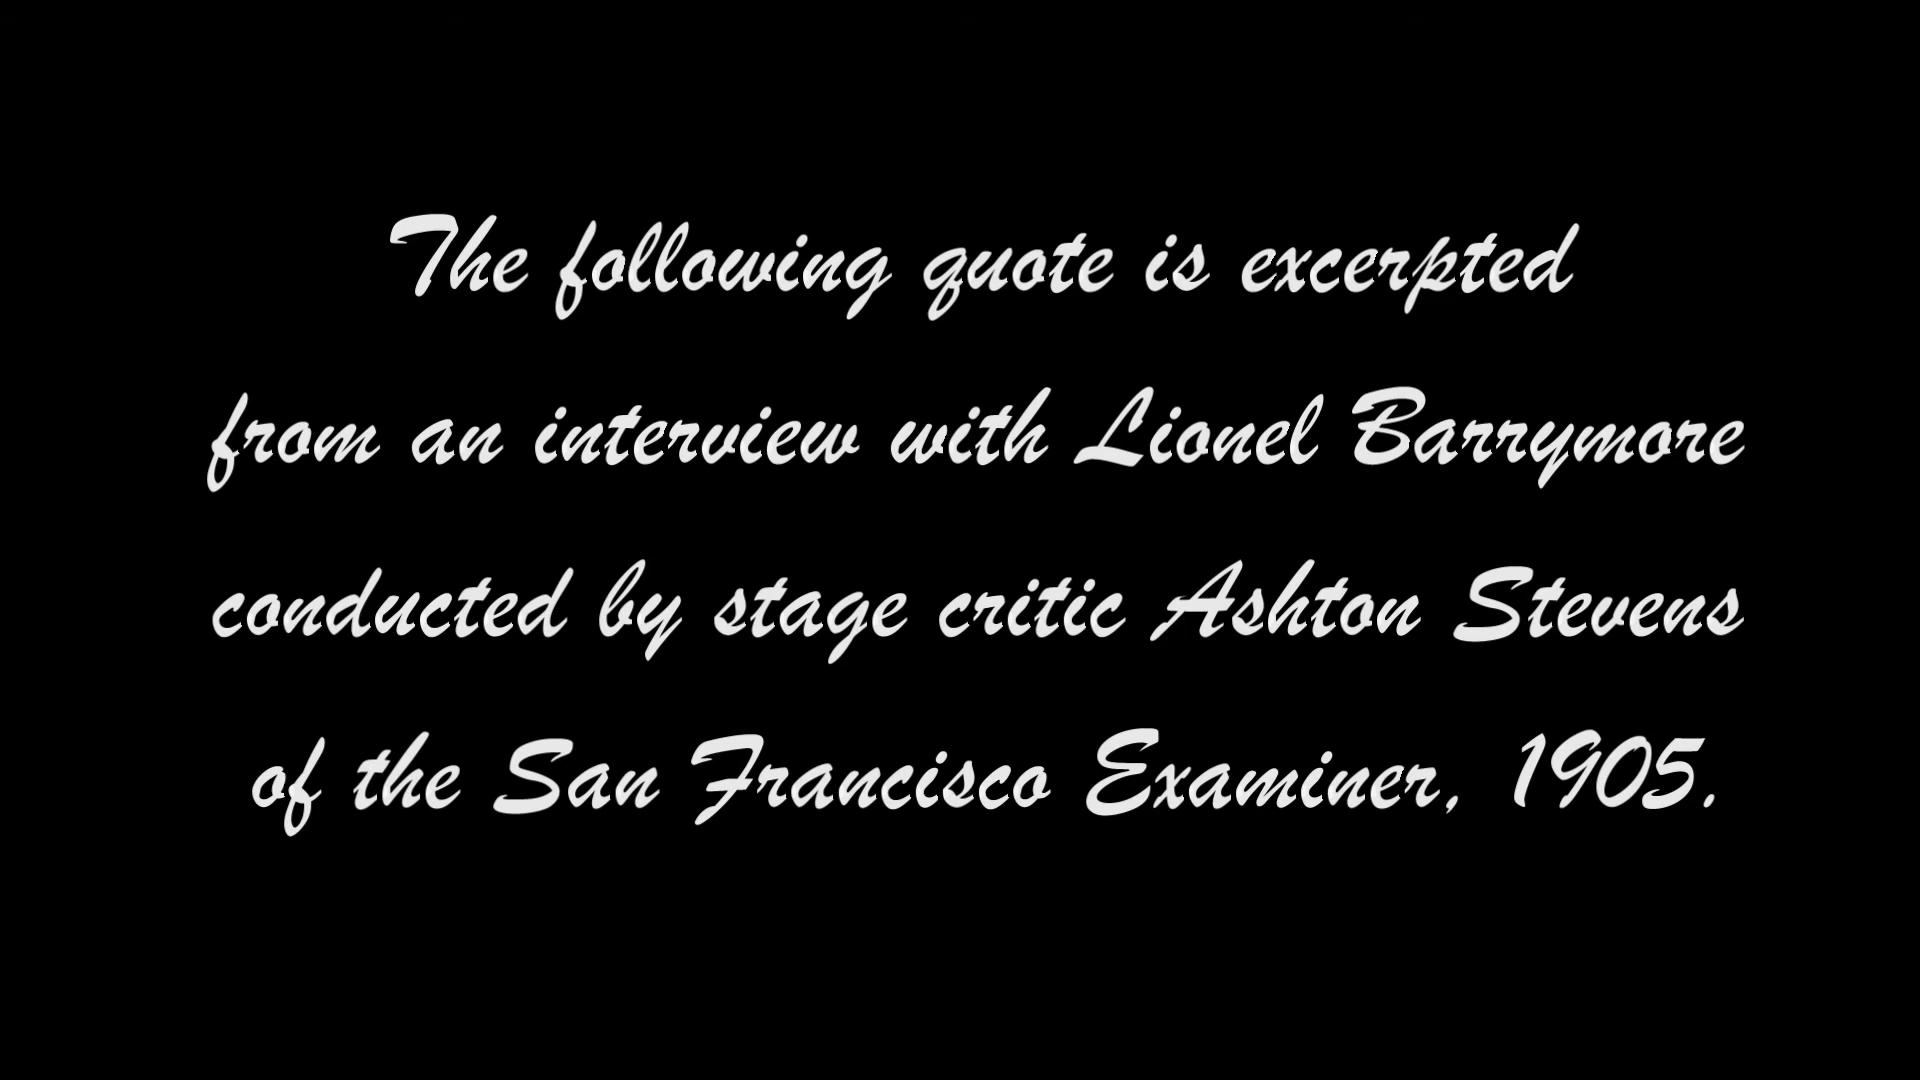 The following quote is excerpted
from an interview with Lionel Barrymore
conducted by stage critic Ashton Stevens
of the San Francisco Examiner, 1905.